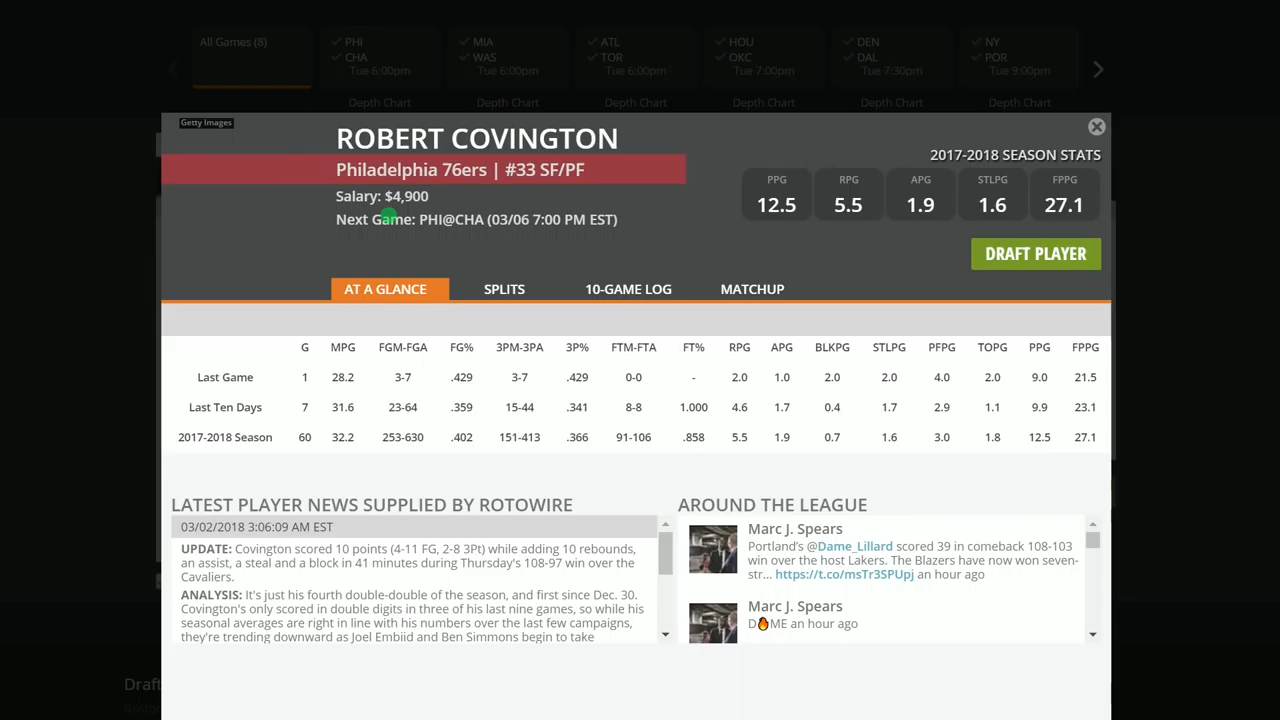 All Games (8)
PHI
CHA
Tue 6:00pm
MIA
WAS
Tue 6:00pm
ATL
TOR
Tue 6:00pm
HOU
OKC
Tue 7:00pm
DEN
DAL
Tue 7:30pm
NY
POR
Tue 9:00pm
Depth Chart Depth Chart Depth Chart Depth Chart Depth Chart Depth Chart
Getty Images
ROBERT COVINGTON
Philadelphia 76ers | #33 SF/PF
Salary: $4,900
Next Game: PHI@CHA (03/06 7:00 PM EST)
2017-2018 SEASON STATS
PPG RPG APG STLPG FPPG
12.5 5.5 1.9 1.6 27.1
DRAFT PLAYER
AT A GLANCE SPLITS 10-GAME LOG MATCHUP
G MPG FGM-FGA FG% 3PM-3PA 3P% FTM-FTA FT% RPG APG BLKPG STLPG PFPG TOPG PPG FPPG
Last Game 1 28.2 3-7 .429 3-7 .429 0-0 - 2.0 1.0 2.0 2.0 4.0 2.0 9.0 21.5
Last Ten Days 7 31.6 23-64 .359 15-44 .341 8-8 1.000 4.6 1.7 0.4 1.7 2.9 1.1 9.9 23.1
2017-2018 Season 60 32.2 253-630 .402 151-413 .366 91-106 .858 5.5 1.9 0.7 1.6 3.0 1.8 12.5 27.1
LATEST PLAYER NEWS SUPPLIED BY ROTOWIRE
03/02/2018 3:06:09 AM EST
UPDATE: Covington scored 10 points (4-11 FG, 2-8 3Pt) while adding 10 rebounds,
an assist, a steal and a block in 41 minutes during Thursday's 108-97 win over the
Cavaliers.
ANALYSIS: It's just his fourth double-double of the season, and first since Dec. 30.
Covington's only scored in double digits in three of his last nine games, so while his
seasonal averages are right in line with his numbers over the last few campaigns,
they're trending downward as Joel Embiid and Ben Simmons begin to take
AROUND THE LEAGUE
Marc J. Spears
Portland's @Dame_Lillard scored 39 in comeback 108-103
win over the host Lakers. The Blazers have now won seven-
str... https://t.co/msTr3SPUpj an hour ago
Marc J. Spears
D🔥ME an hour ago
Draft